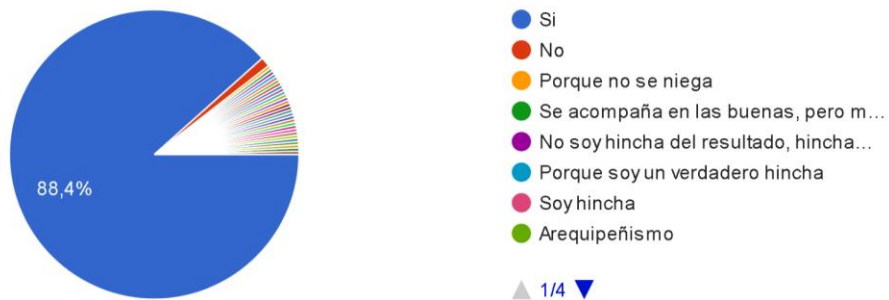 88,4%
Si
No
Porque no se niega
Se acompaña en las buenas, pero m...
No soy hincha del resultado, hincha...
Porque soy un verdadero hincha
Soy hincha
Arequipeñismo
1/4